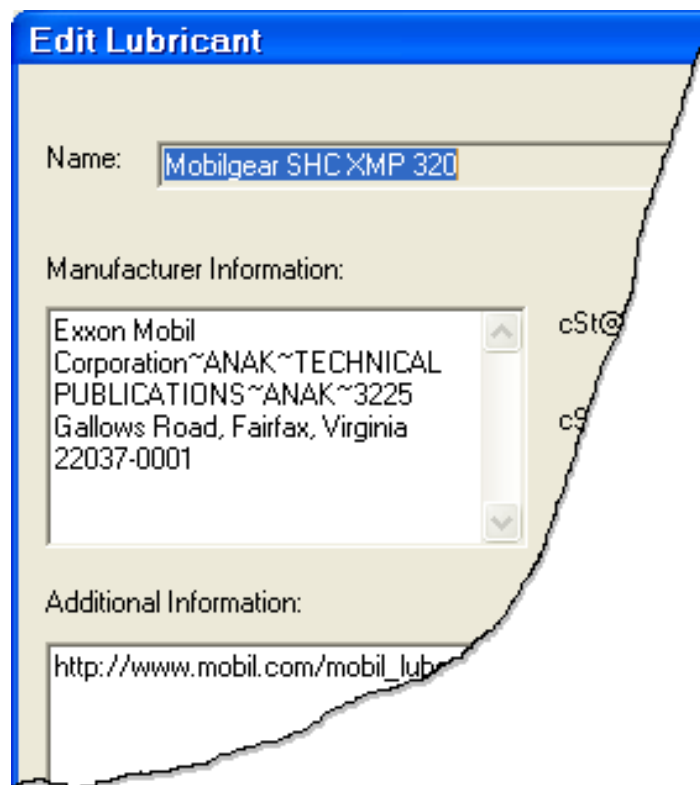 Edit Lubricant
Name: Mobilgear SHC XMP 320
Manufacturer Information:
Exxon Mobil
Corporation~ANAK~TECHNICAL
PUBLICATIONS~ANAK~3225
Gallows Road, Fairfax, Virginia
22037-0001
cSt@
Additional Information:
http://www.mobil.com/mobil_lub